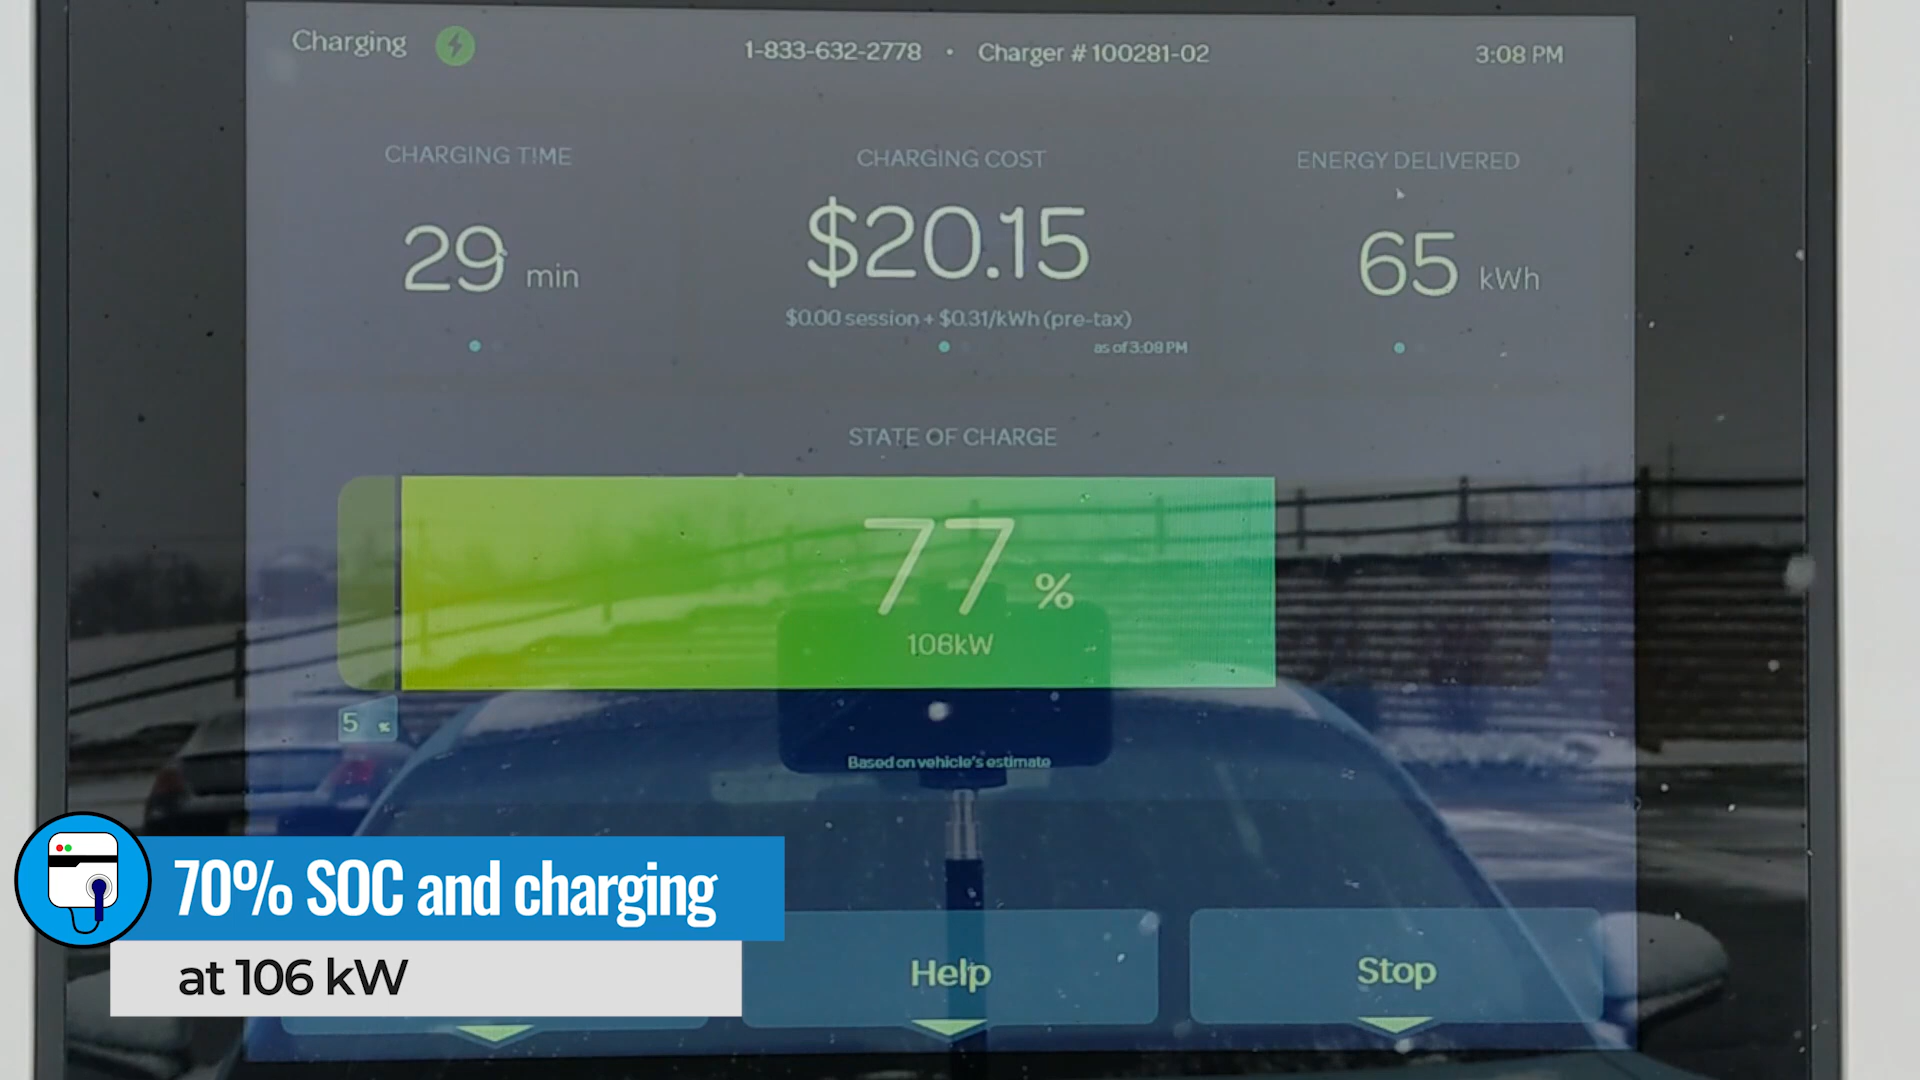 Charging
1-833-632-2778 • Charger # 100281-02
3:08 PM
CHARGING TIME
29 min
CHARGING COST
$20.15
$0.00 session + $0.31/kWh (pre-tax)
as of 3:08 PM
ENERGY DELIVERED
65 kWh
STATE OF CHARGE
77 %
106kW
5 %
Based on vehicle's estimate
70% SOC and charging
at 106 kW
Help
Stop